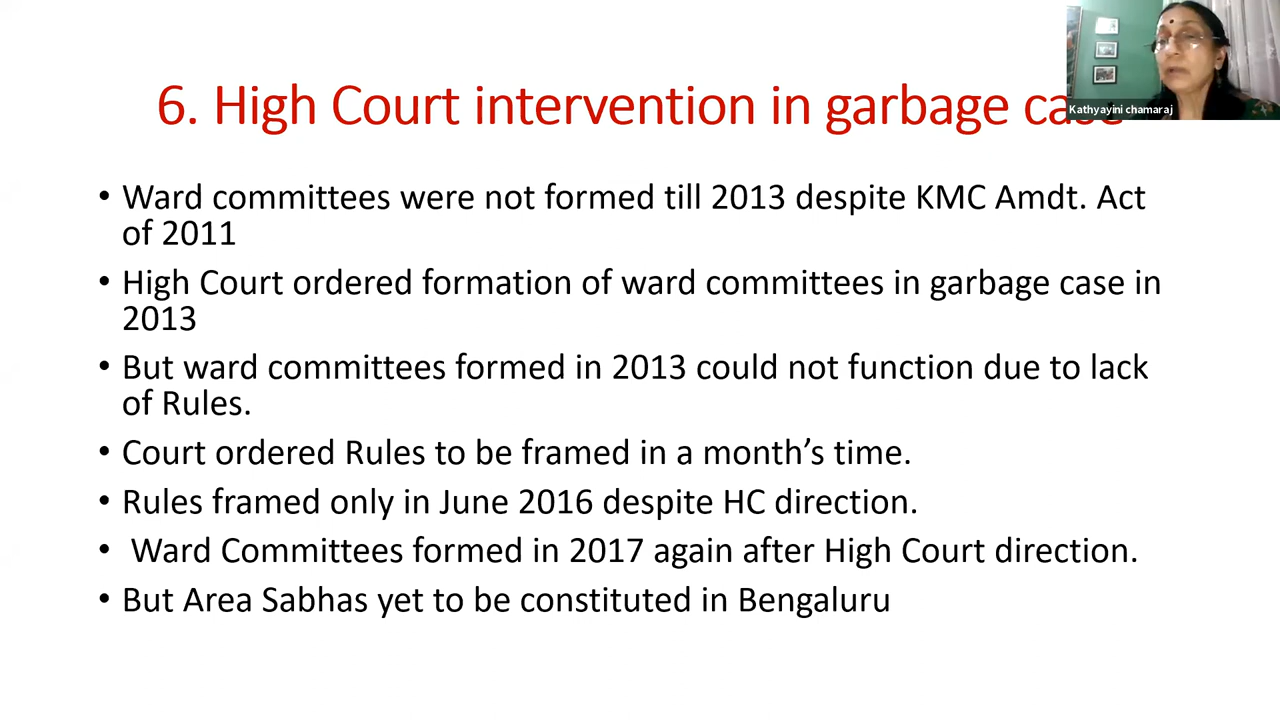 6. High Court intervention in garbage case
Kathyayini chamaraj
• Ward committees were not formed till 2013 despite KMC Amdt. Act
of 2011
• High Court ordered formation of ward committees in garbage case in
2013
• But ward committees formed in 2013 could not function due to lack
of Rules.
• Court ordered Rules to be framed in a month’s time.
• Rules framed only in June 2016 despite HC direction.
• Ward Committees formed in 2017 again after High Court direction.
• But Area Sabhas yet to be constituted in Bengaluru